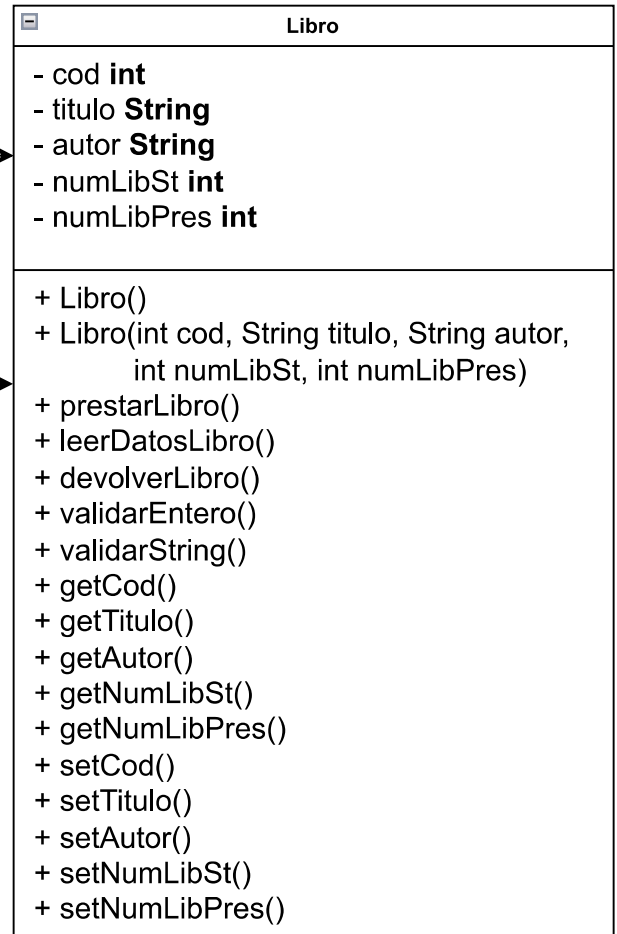 Libro
- cod int
- titulo String
- autor String
- numLibSt int
- numLibPres int
+ Libro()
+ Libro(int cod, String titulo, String autor,
int numLibSt, int numLibPres)
+ prestarLibro()
+ leerDatosLibro()
+ devolverLibro()
+ validarEntero()
+ validarString()
+ getCod()
+ getTitulo()
+ getAutor()
+ getNumLibSt()
+ getNumLibPres()
+ setCod()
+ setTitulo()
+ setAutor()
+ setNumLibSt()
+ setNumLibPres()